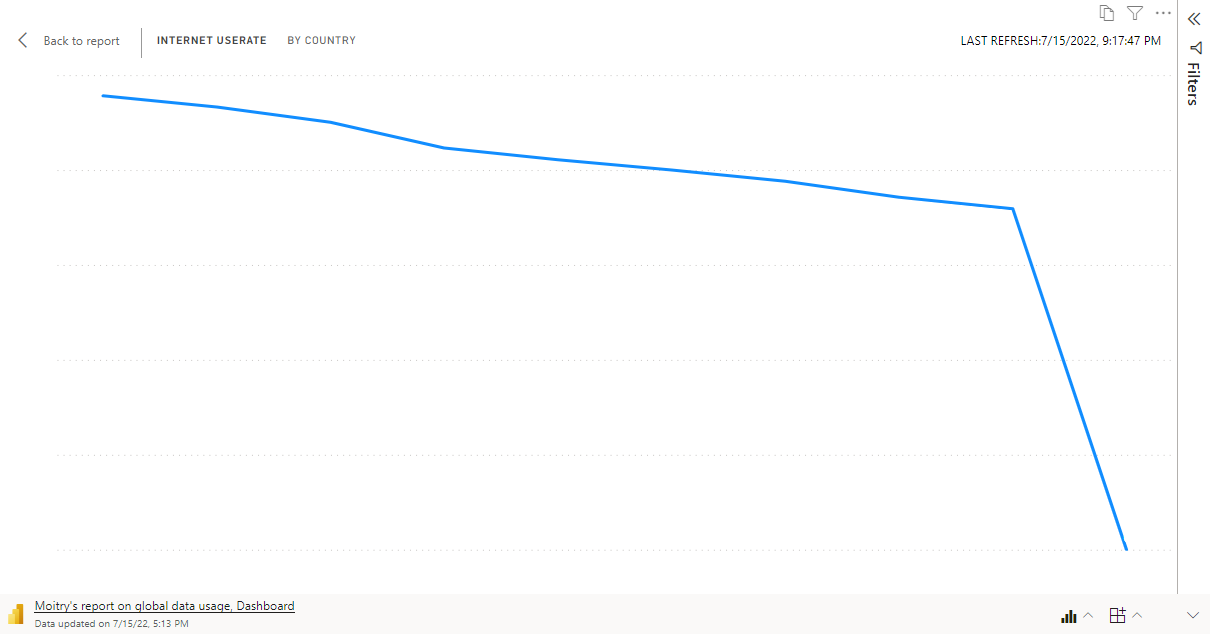 Back to report
INTERNET USERATE
BY COUNTRY
LAST REFRESH:7/15/2022, 9:17:47 PM
Filters
Moitry's report on global data usage, Dashboard
Data updated on 7/15/22, 5:13 PM